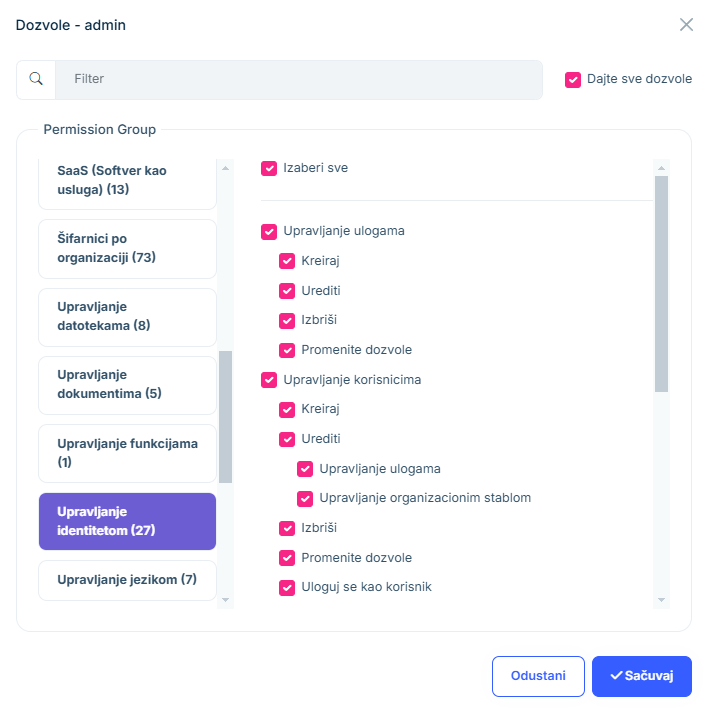 Dozvole - admin
Filter
Dajte sve dozvole
Permission Group
SaaS (Softver kao
usluga) (13)
Šifarnici po
organizaciji (73)
Upravljanje
datotekama (8)
Upravljanje
dokumentima (5)
Upravljanje funkcijama
(1)
Upravljanje
identitetom (27)
Upravljanje jezikom (7)
Izaberi sve
Upravljanje ulogama
Kreiraj
Urediti
Izbriši
Promenite dozvole
Upravljanje korisnicima
Kreiraj
Urediti
Upravljanje ulogama
Upravljanje organizacionim stablom
Izbriši
Promenite dozvole
Uloguj se kao korisnik
Odustani
Sačuvaj